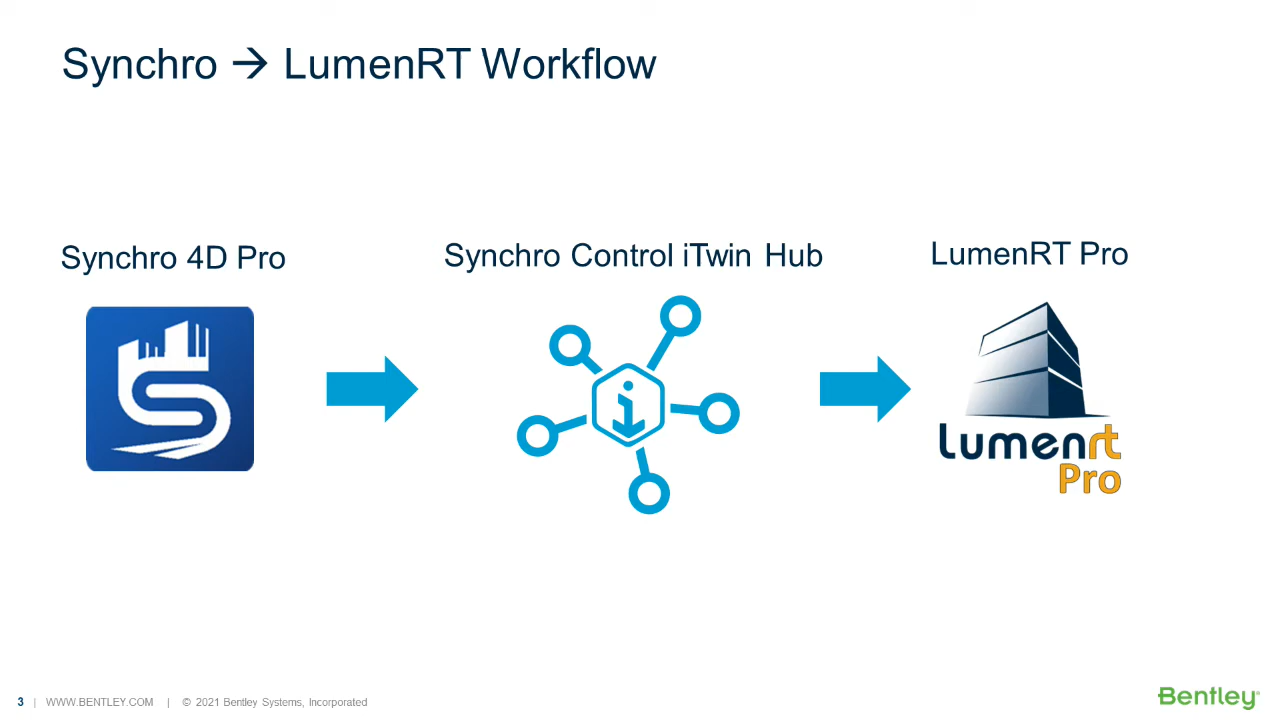 Synchro → LumenRT Workflow
Synchro 4D Pro
Synchro Control iTwin Hub
LumenRT Pro
Lumenrt
Pro
3 | WWW.BENTLEY.COM | © 2021 Bentley Systems, Incorporated
Bentley®